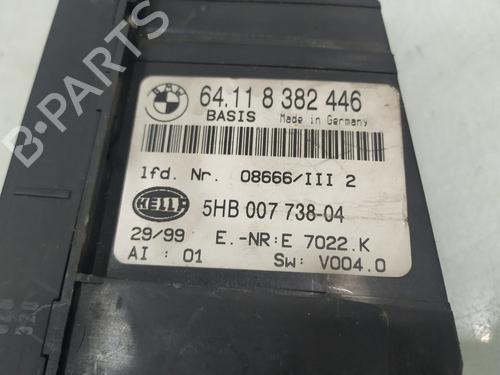 BMW
64.11 8 382 446
BASIS Made in Germany
lfd. Nr. 08666/III 2
HELLA
5HB 007 738-04
29/99 E.-NR:E 7022.K
AI : 01 Sw: V004.0
B-PARTS